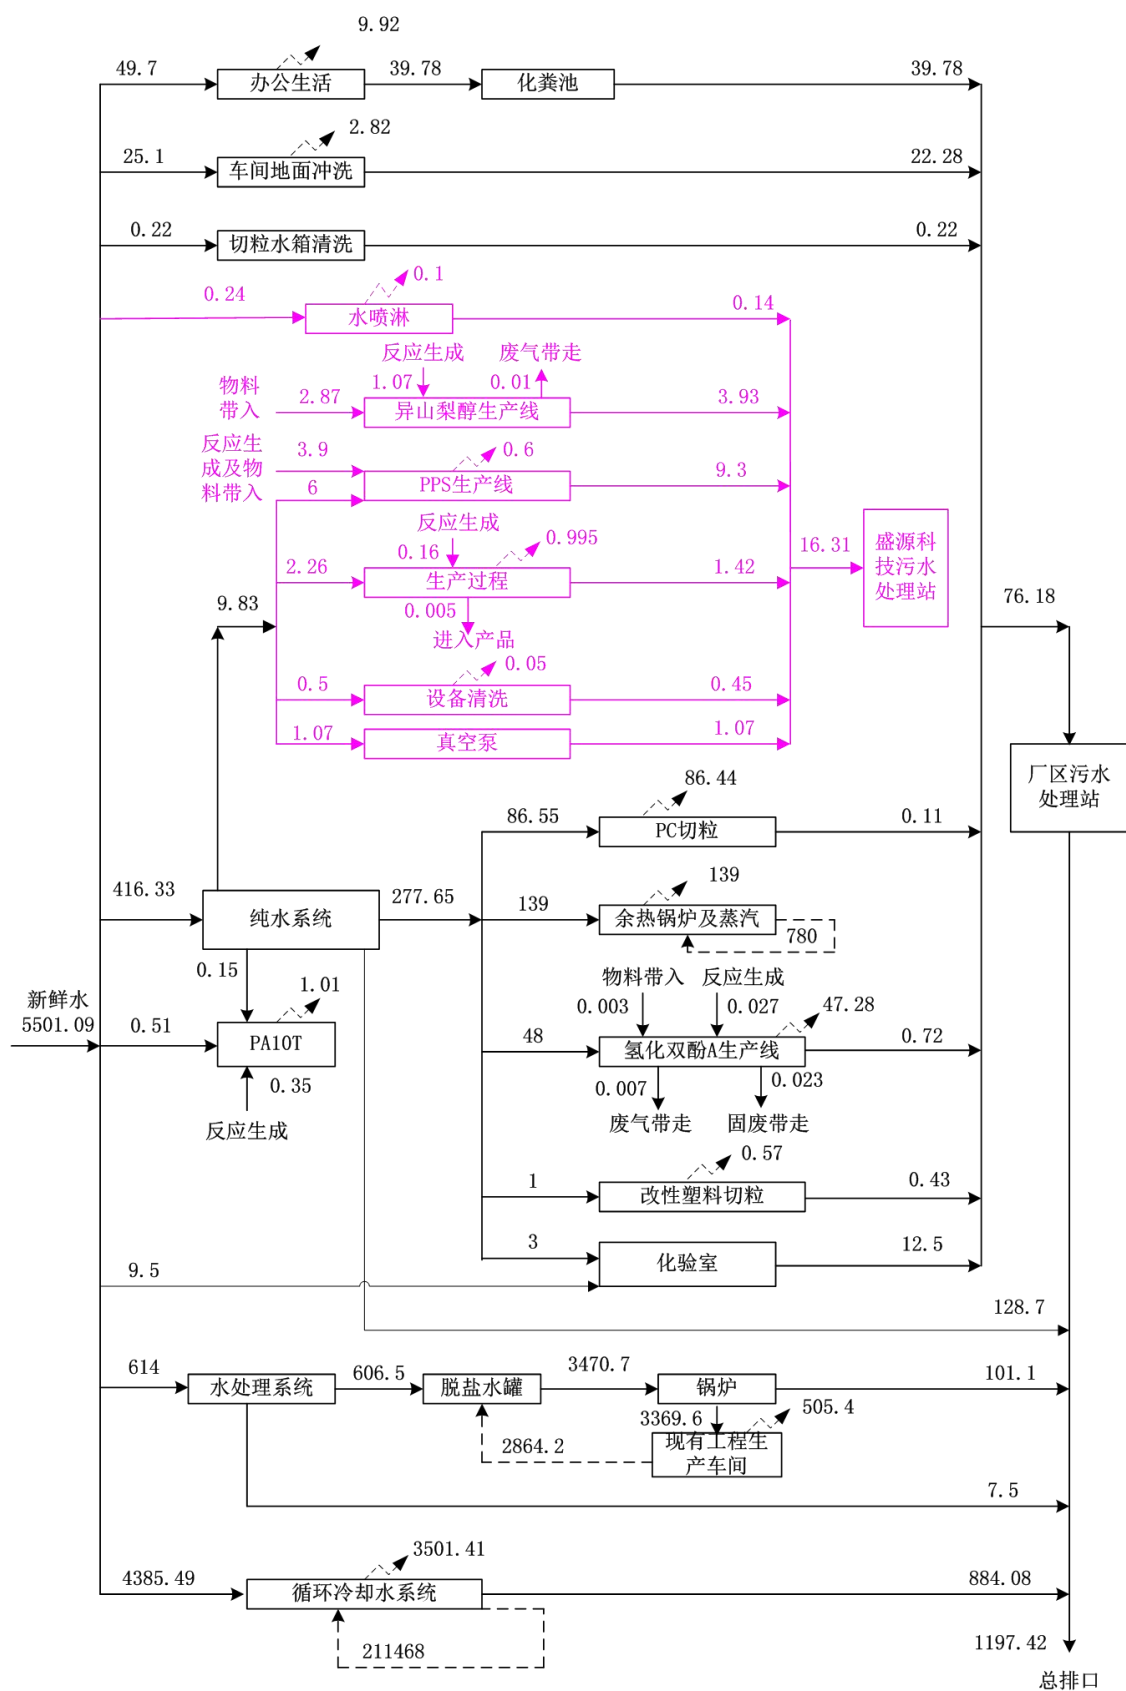 9.92
49.7
办公生活
39.78
化粪池
39.78
2.82
25.1
车间地面冲洗
22.28
0.22
切粒水箱清洗
0.22
0.24
0.1
水喷淋
0.14
反应生成
废气带走
物料
带入
2.87
1.07
0.01
异山梨醇生产线
3.93
反应生
成及物
料带入
3.9
6
0.6
PPS生产线
9.3
反应生成
0.16
0.995
2.26
生产过程
1.42
0.005
进入产品
16.31
盛源科
技污水
处理站
9.83
76.18
0.05
0.5
设备清洗
0.45
1.07
真空泵
1.07
厂区污水
处理站
86.44
86.55
PC切粒
0.11
416.33
纯水系统
277.65
139
139
余热锅炉及蒸汽
780
0.15
1.01
新鲜水
5501.09
0.51
PA10T
0.35
反应生成
物料带入
反应生成
0.003
0.027
47.28
48
氢化双酚A生产线
0.72
0.007
0.023
废气带走
固废带走
0.57
1
改性塑料切粒
0.43
3
化验室
12.5
9.5
128.7
614
水处理系统
606.5
脱盐水罐
3470.7
锅炉
101.1
3369.6
505.4
2864.2
现有工程生
产车间
7.5
3501.41
4385.49
循环冷却水系统
884.08
211468
1197.42
总排口